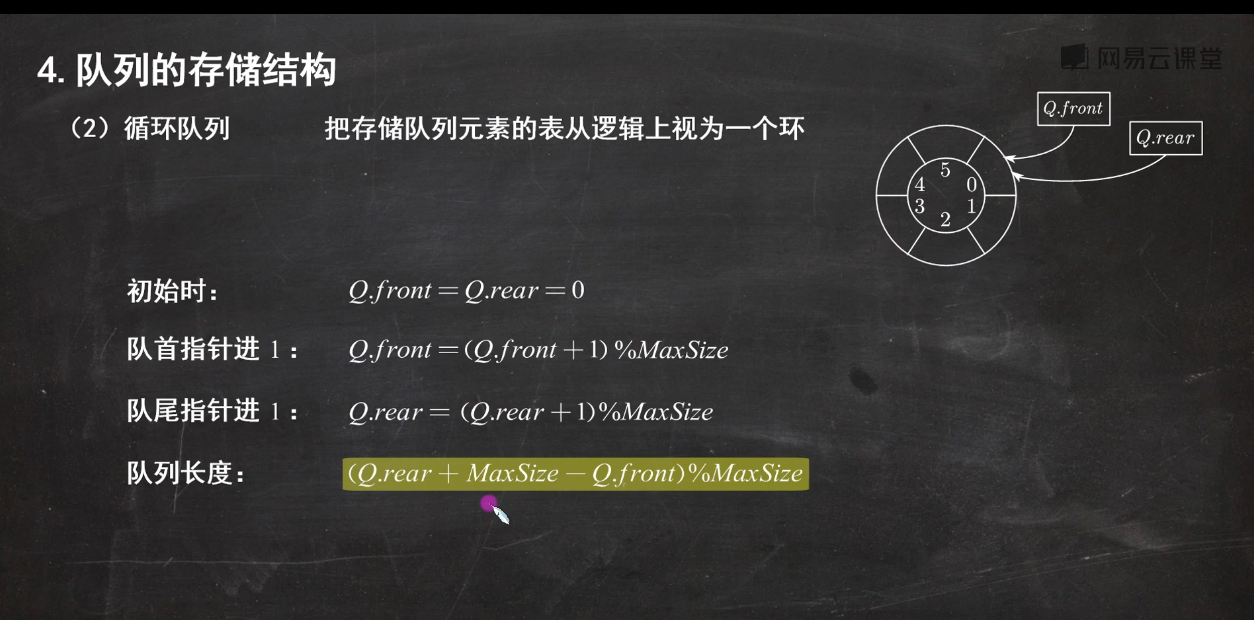 4. 队列的存储结构
网易云课堂
（2）循环队列 把存储队列元素的表从逻辑上视为一个环
Q.front
Q.rear
5
4 0
3 1
2
初始时： Q.front = Q.rear = 0
队首指针进 1 ： Q.front = (Q.front + 1) %MaxSize
队尾指针进 1 ： Q.rear = (Q.rear + 1)%MaxSize
队列长度： (Q.rear + MaxSize − Q.front)%MaxSize